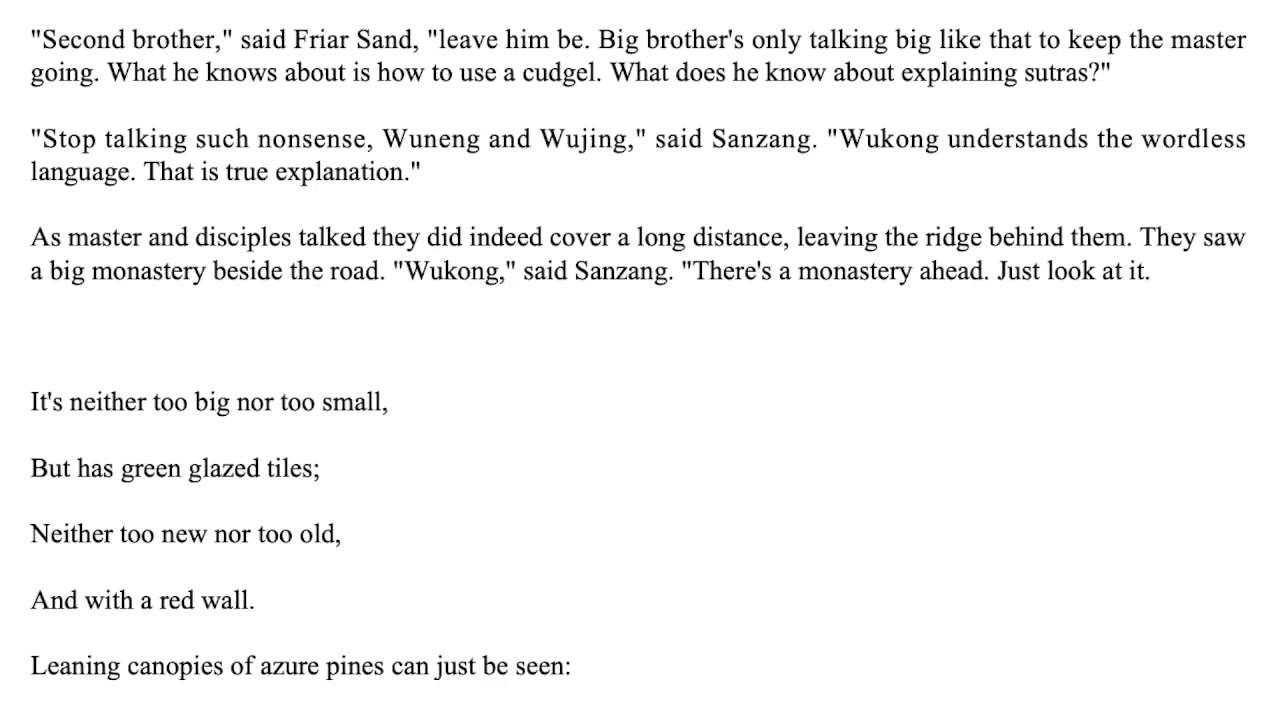 "Second brother," said Friar Sand, "leave him be. Big brother's only talking big like that to keep the master
going. What he knows about is how to use a cudgel. What does he know about explaining sutras?"
"Stop talking such nonsense, Wuneng and Wujing," said Sanzang. "Wukong understands the wordless
language. That is true explanation."
As master and disciples talked they did indeed cover a long distance, leaving the ridge behind them. They saw
a big monastery beside the road. "Wukong," said Sanzang. "There's a monastery ahead. Just look at it.
It's neither too big nor too small,
But has green glazed tiles;
Neither too new nor too old,
And with a red wall.
Leaning canopies of azure pines can just be seen: